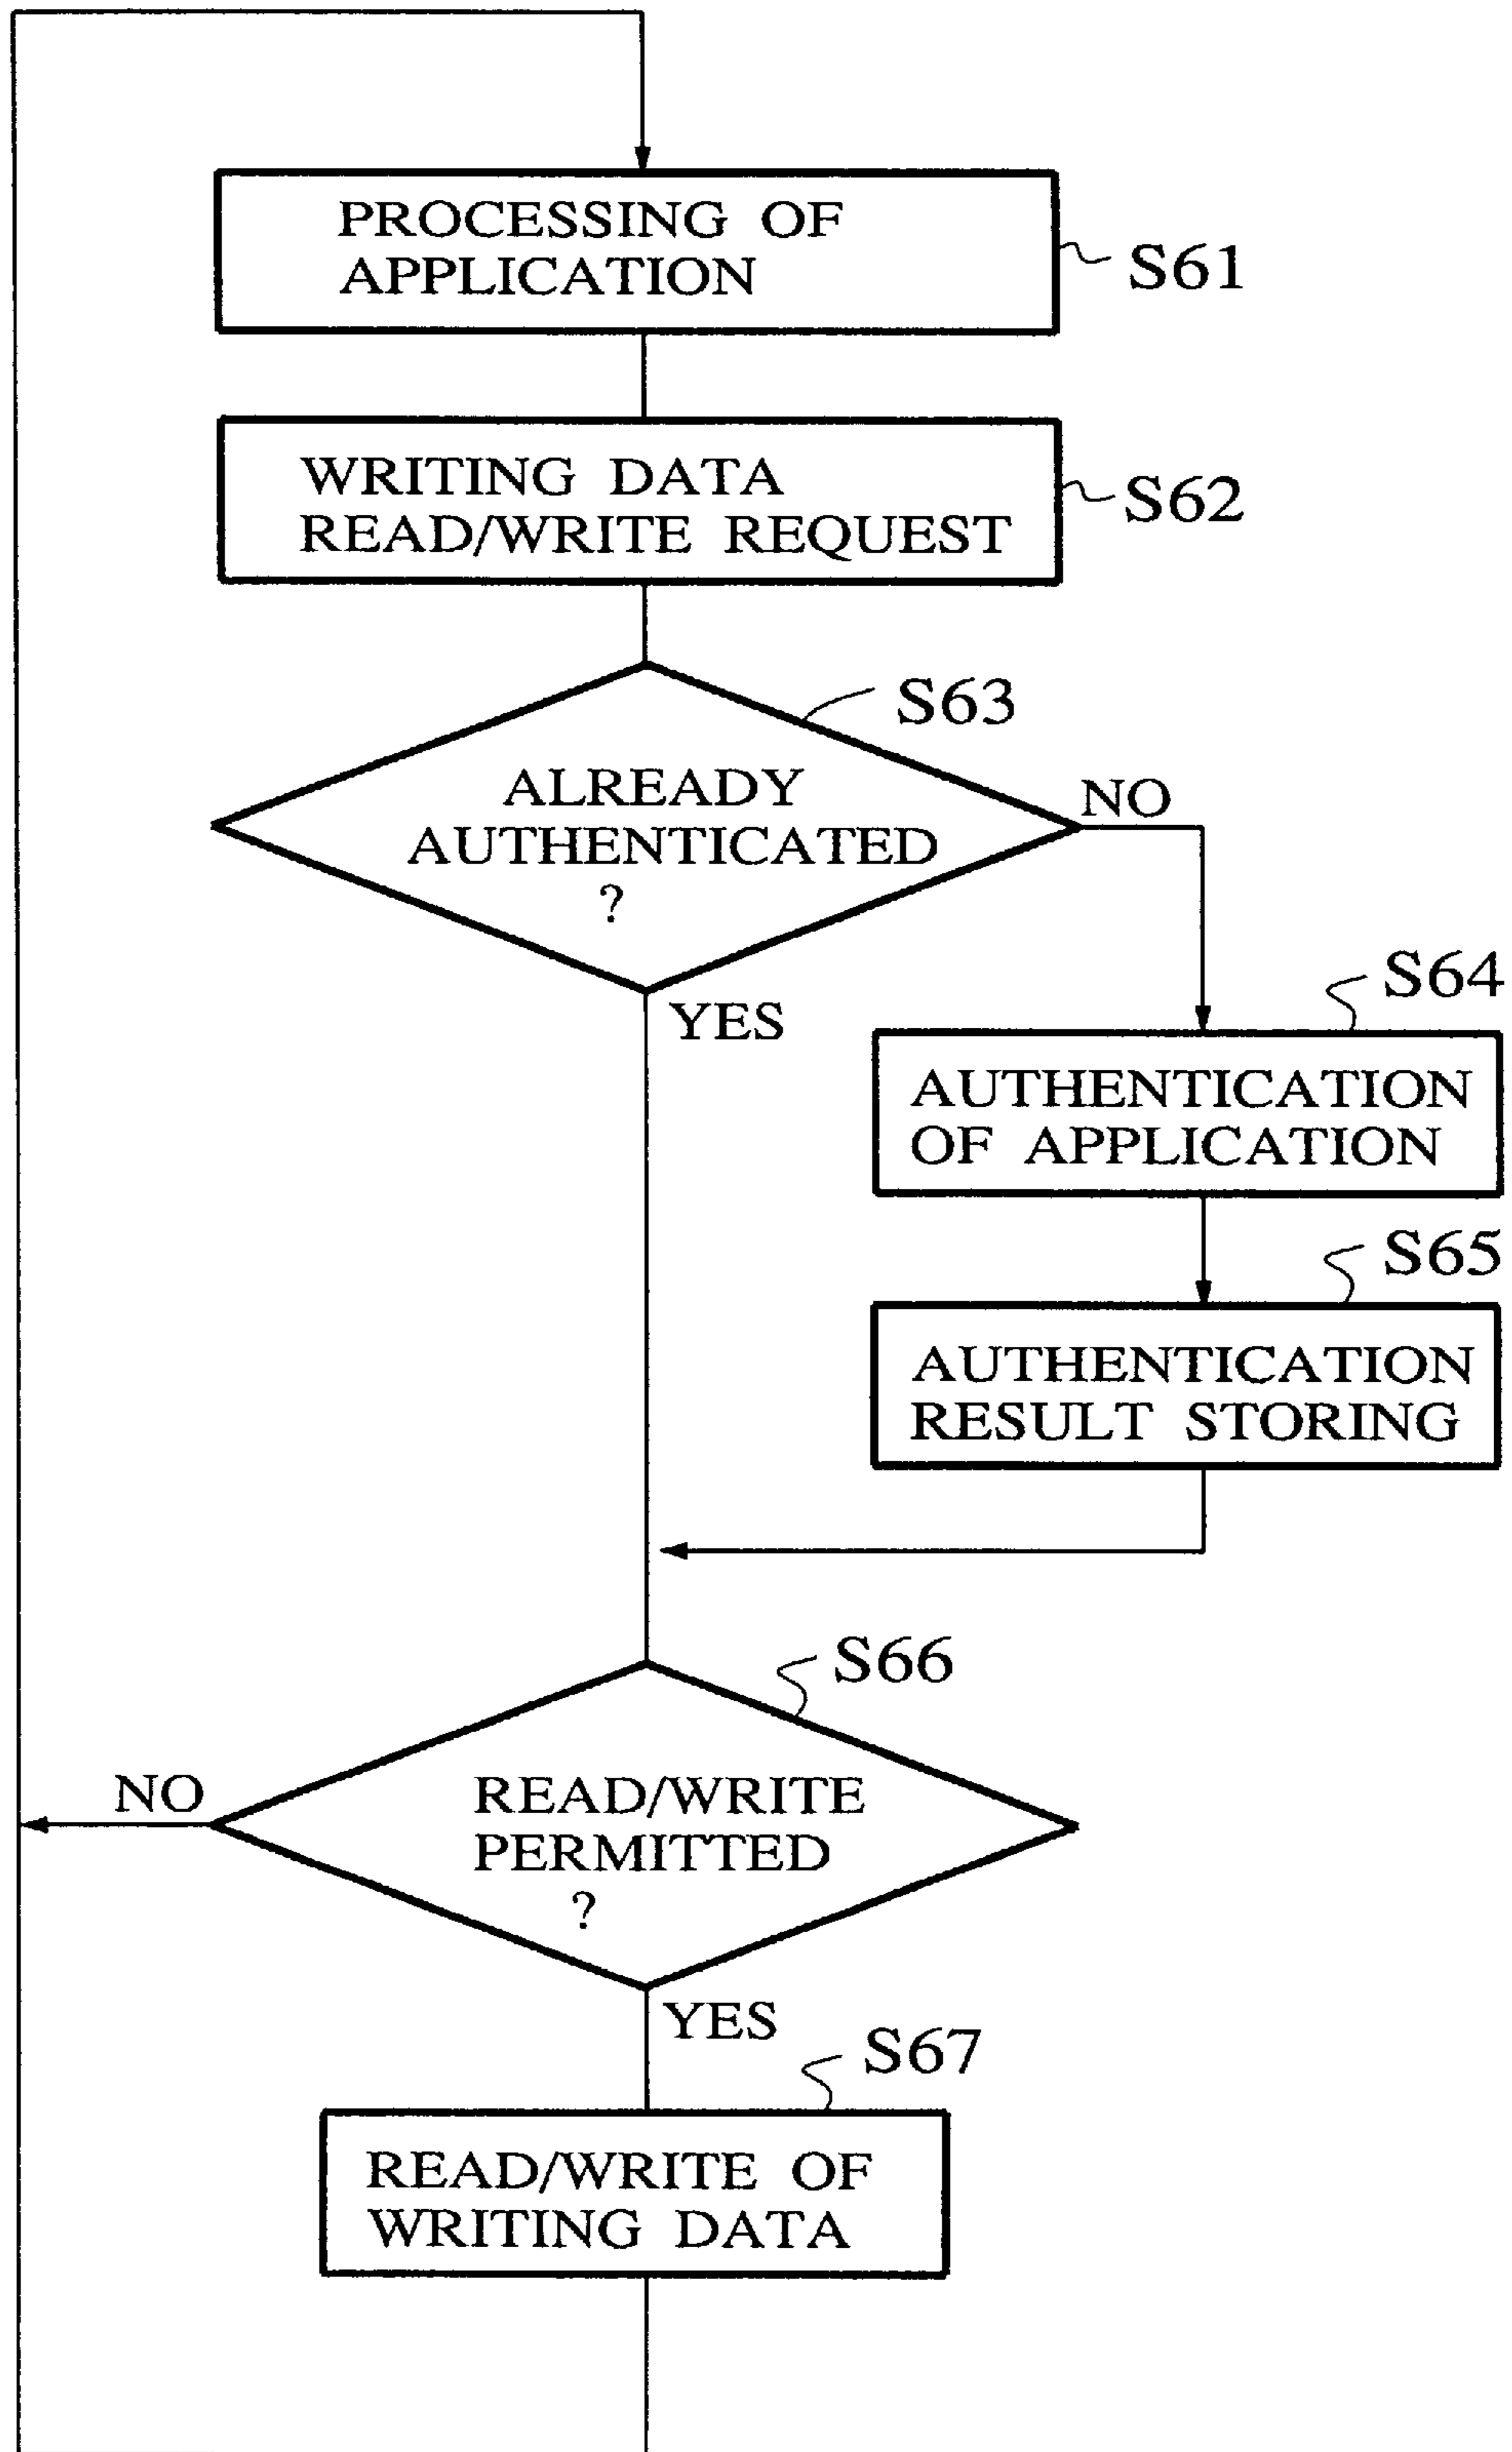 PROCESSING OF
APPLICATION
S61
WRITING DATA
READ/WRITE REQUEST
S62
S63
ALREADY
AUTHENTICATED
?
NO
YES
S64
AUTHENTICATION
OF APPLICATION
S65
AUTHENTICATION
RESULT STORING
S66
NO
READ/WRITE
PERMITTED
?
YES
S67
READ/WRITE OF
WRITING DATA